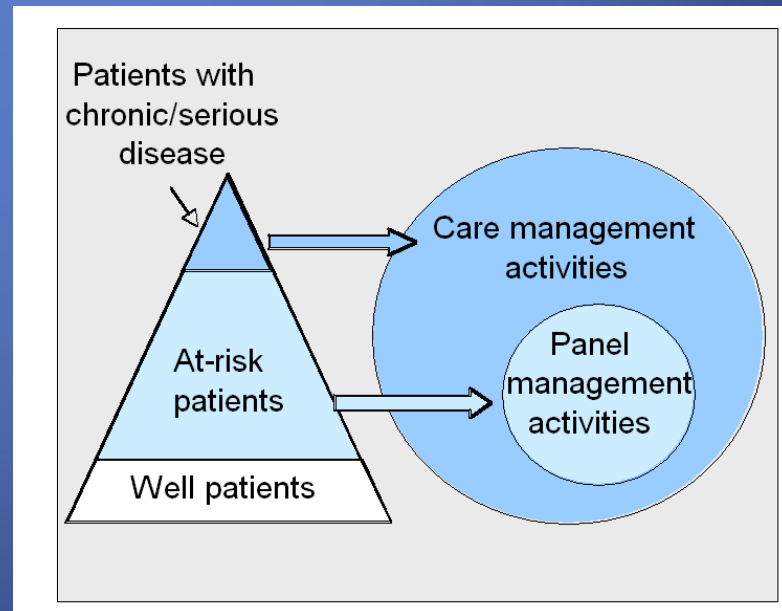 Patients with
chronic/serious
disease
Care management
activities
At-risk
patients
Panel
management
activities
Well patients